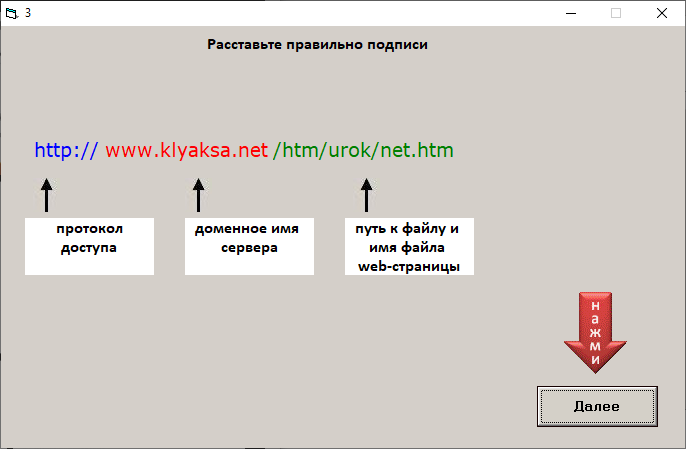 3
Расставьте правильно подписи
http:// www.klyaksa.net /htm/urok/net.htm
протокол
доступа
доменное имя
сервера
путь к файлу и
имя файла
web-страницы
нажми
Далее